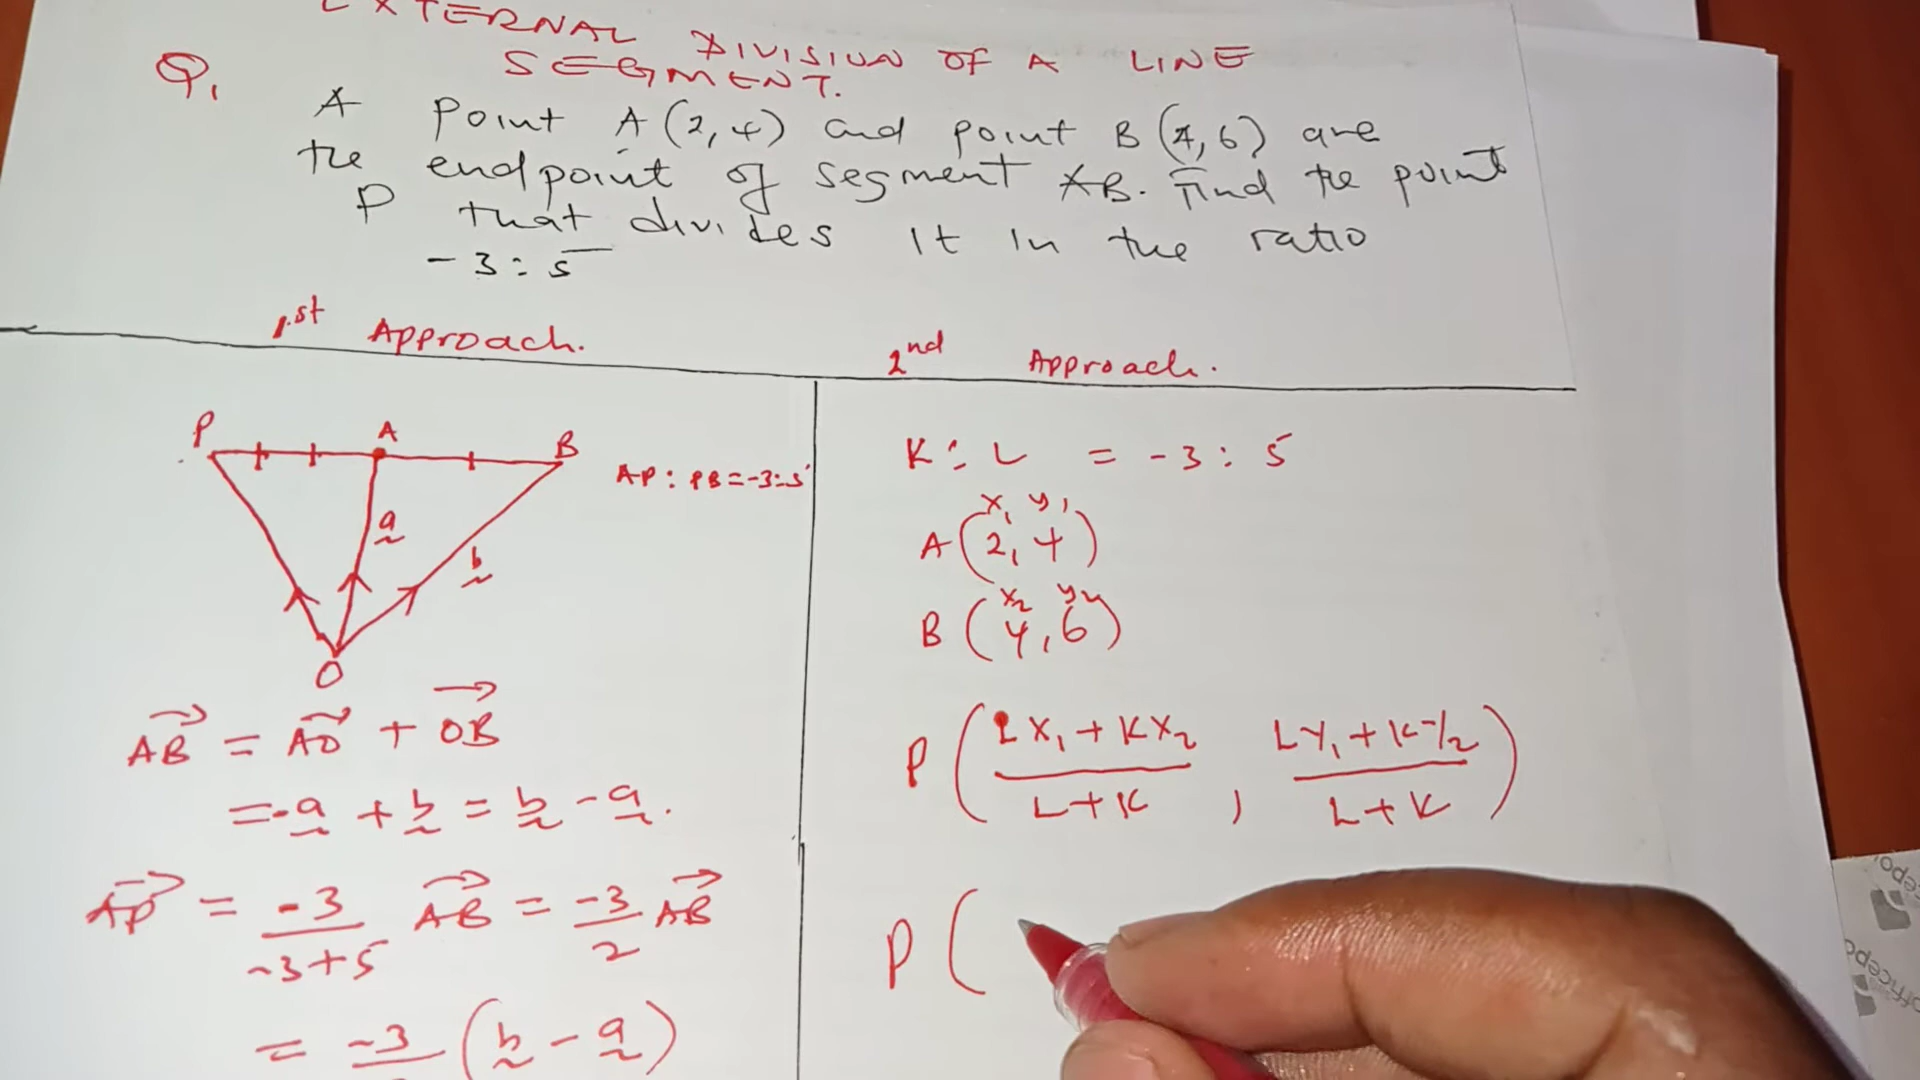 EXTERNAL DIVISION OF A LINE
SEGMENT.
Q1
A point A(2,4) and point B(4,6) are
the endpoint of segment AB. Find the point
P that divides it in the ratio
-3:5
1st Approach.
2nd Approach.
P A B
AP:PB=-3:5
a
b
O
AB = AO + OB
= -a + b = b - a.
AP = -3/-3+5 AB = -3/2 AB
= -3 (b - a)
K:L = -3:5
x1 y1
A(2,4)
x2 y2
B(4,6)
P(Lx1+Kx2/L+K, Ly1+Ky2/L+K)
P(